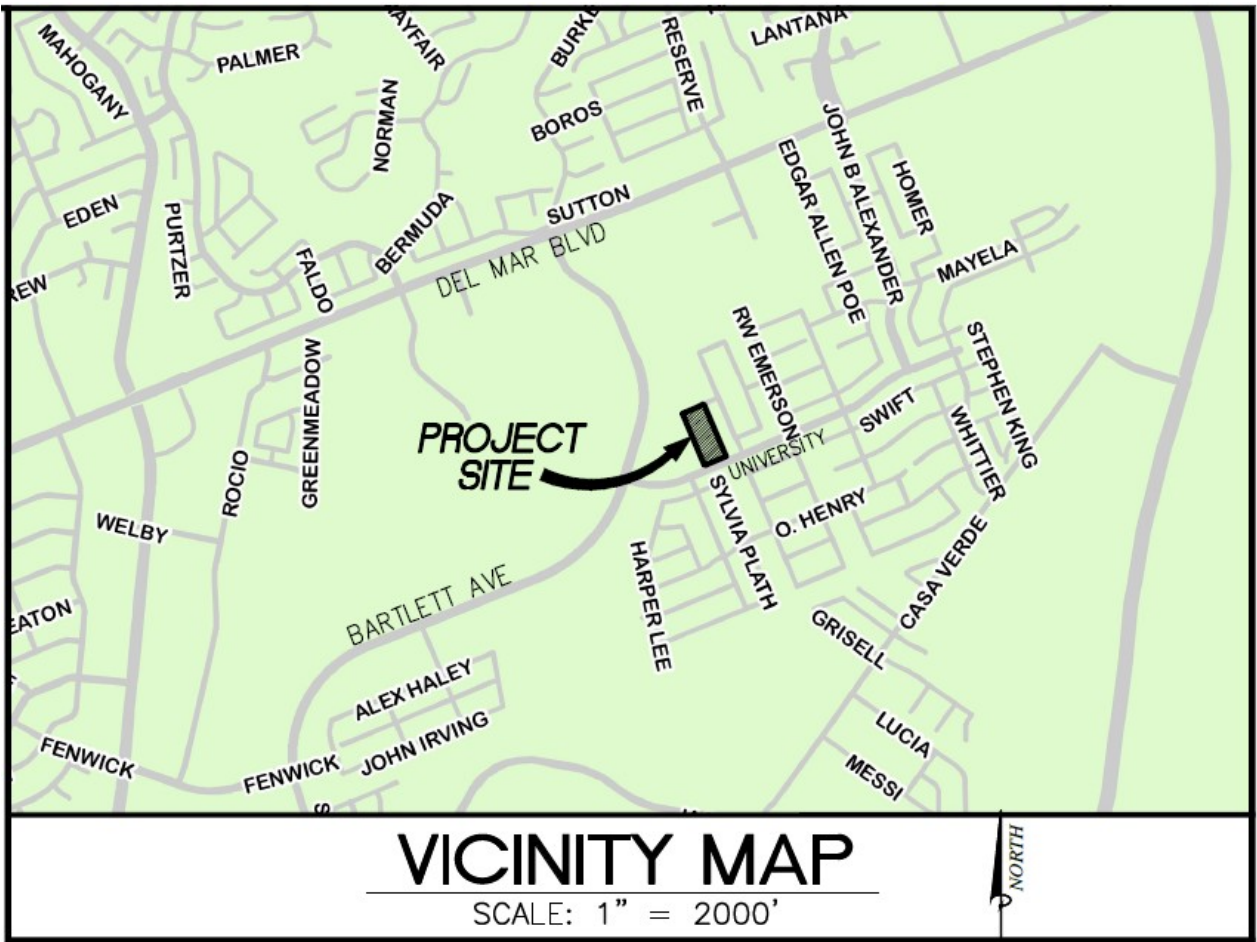 MAHOGANY
PALMER
MAYFAIR
BURKE
RESERVE
LANTANA
NORMAN
BOROS
JOHN B ALEXANDER
EDGAR ALLEN POE
HOMER
EDEN
PURTZER
BERMUDA
SUTTON
DEL MAR BLVD
FALDO
MAYELA
REW
GREENMEADOW
RW EMERSON
STEPHEN KING
PROJECT
SITE
SWIFT
WHITTIER
UNIVERSITY
ROCIO
SYLVIA PLATH
O. HENRY
WELBY
HARPER LEE
CASA VERDE
BARTLETT AVE
EATON
GRISELL
ALEX HALEY
JOHN IRVING
LUCIA
FENWICK
FENWICK
MESSI
VICINITY MAP
SCALE: 1" = 2000'
NORTH